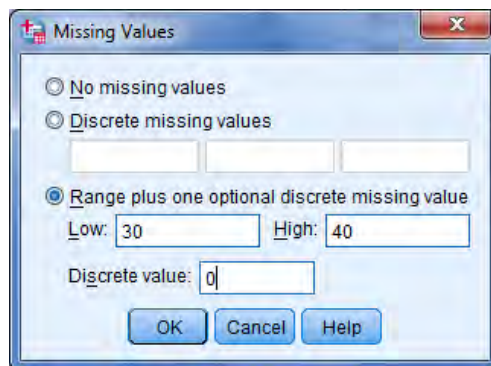 Missing Values
No missing values
Discrete missing values
Range plus one optional discrete missing value
Low: 30 High: 40
Discrete value: 0
OK Cancel Help